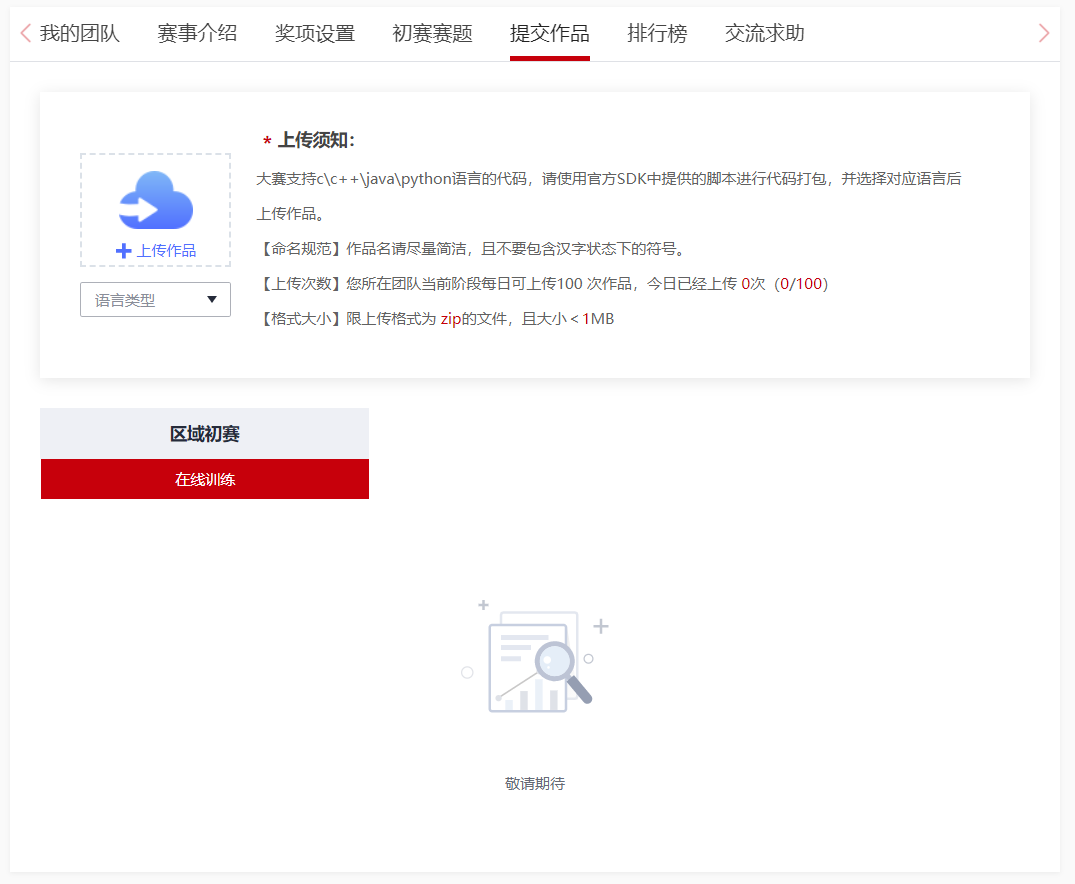 我的团队 赛事介绍 奖项设置 初赛赛题 提交作品 排行榜 交流求助
* 上传须知：
大赛支持c\c++\java\python语言的代码，请使用官方SDK中提供的脚本进行代码打包，并选择对应语言后
上传作品。
【命名规范】作品名请尽量简洁，且不要包含汉字状态下的符号。
【上传次数】您所在团队当前阶段每日可上传100 次作品，今日已经上传 0次（0/100）
【格式大小】限上传格式为 zip的文件，且大小 < 1MB
+ 上传作品
语言类型
区域初赛
在线训练
敬请期待